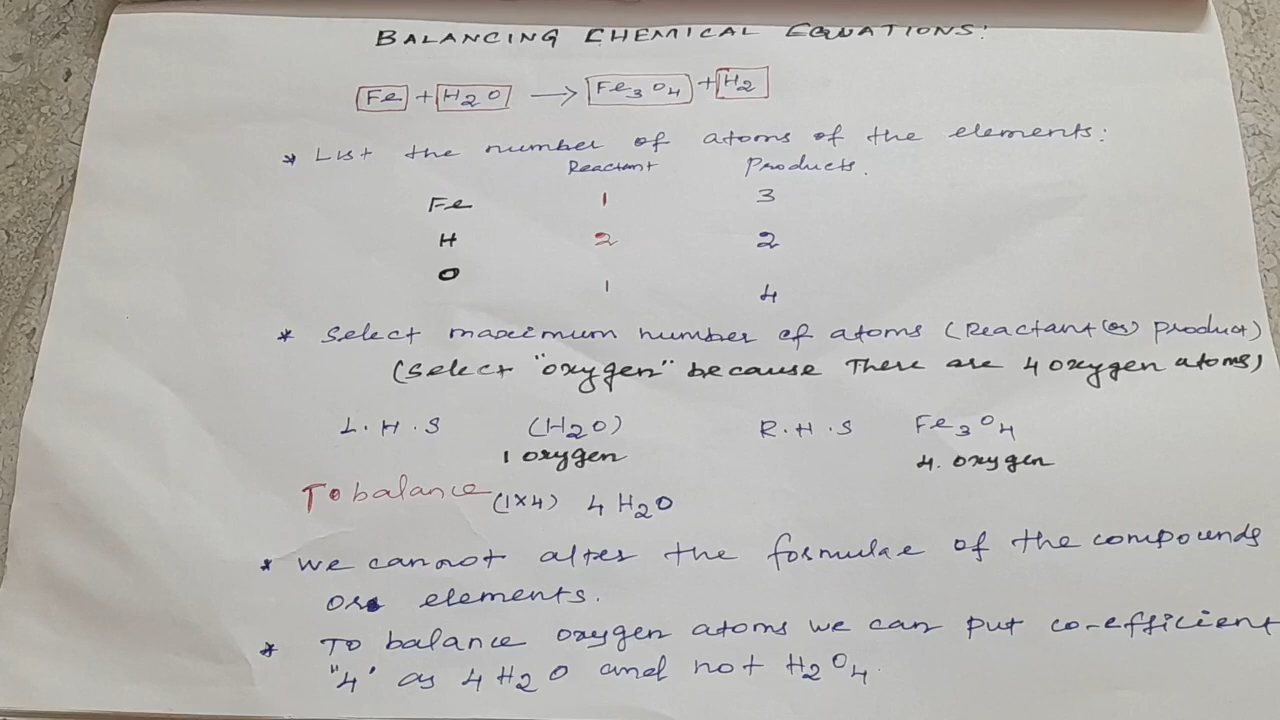 BALANCING CHEMICAL EQUATIONS:
Fe + H2O → Fe3O4 + H2
* List the number of atoms of the elements:
Reactant Products.
Fe 1 3
H 2 2
O 1 4
* select maximum number of atoms (Reactant (or) product)
(select "oxygen" because There are 4 oxygen atoms)
L.H.S (H2O) R.H.S Fe3O4
1 oxygen 4. oxygen
To balance (1x4) 4 H2O
* we cannot alter the formulae of the compounds
or elements.
* To balance oxygen atoms we can put co-efficient
"4" as 4 H2O and not H2O4.